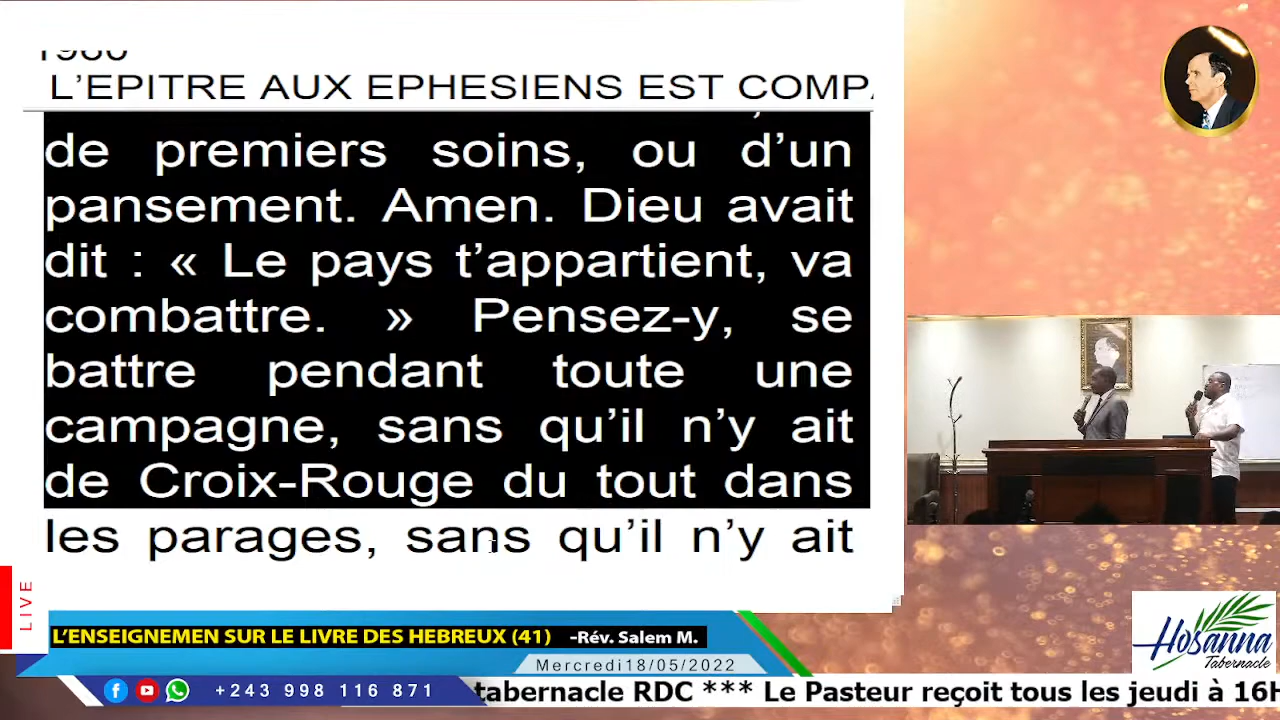 1960
L'EPITRE AUX EPHESIENS EST COMPA
de premiers soins, ou d'un
pansement. Amen. Dieu avait
dit : « Le pays t'appartient, va
combattre. » Pensez-y, se
battre pendant toute une
campagne, sans qu'il n'y ait
de Croix-Rouge du tout dans
les parages, sans qu'il n'y ait
LIVE
L'ENSEIGNEMEN SUR LE LIVRE DES HEBREUX (41) -Rév. Salem M.
Mercredi18/05/2022
+243 998 116 871
tabernacle RDC *** Le Pasteur reçoit tous les jeudi à 16H
Hosanna
Tabernacle